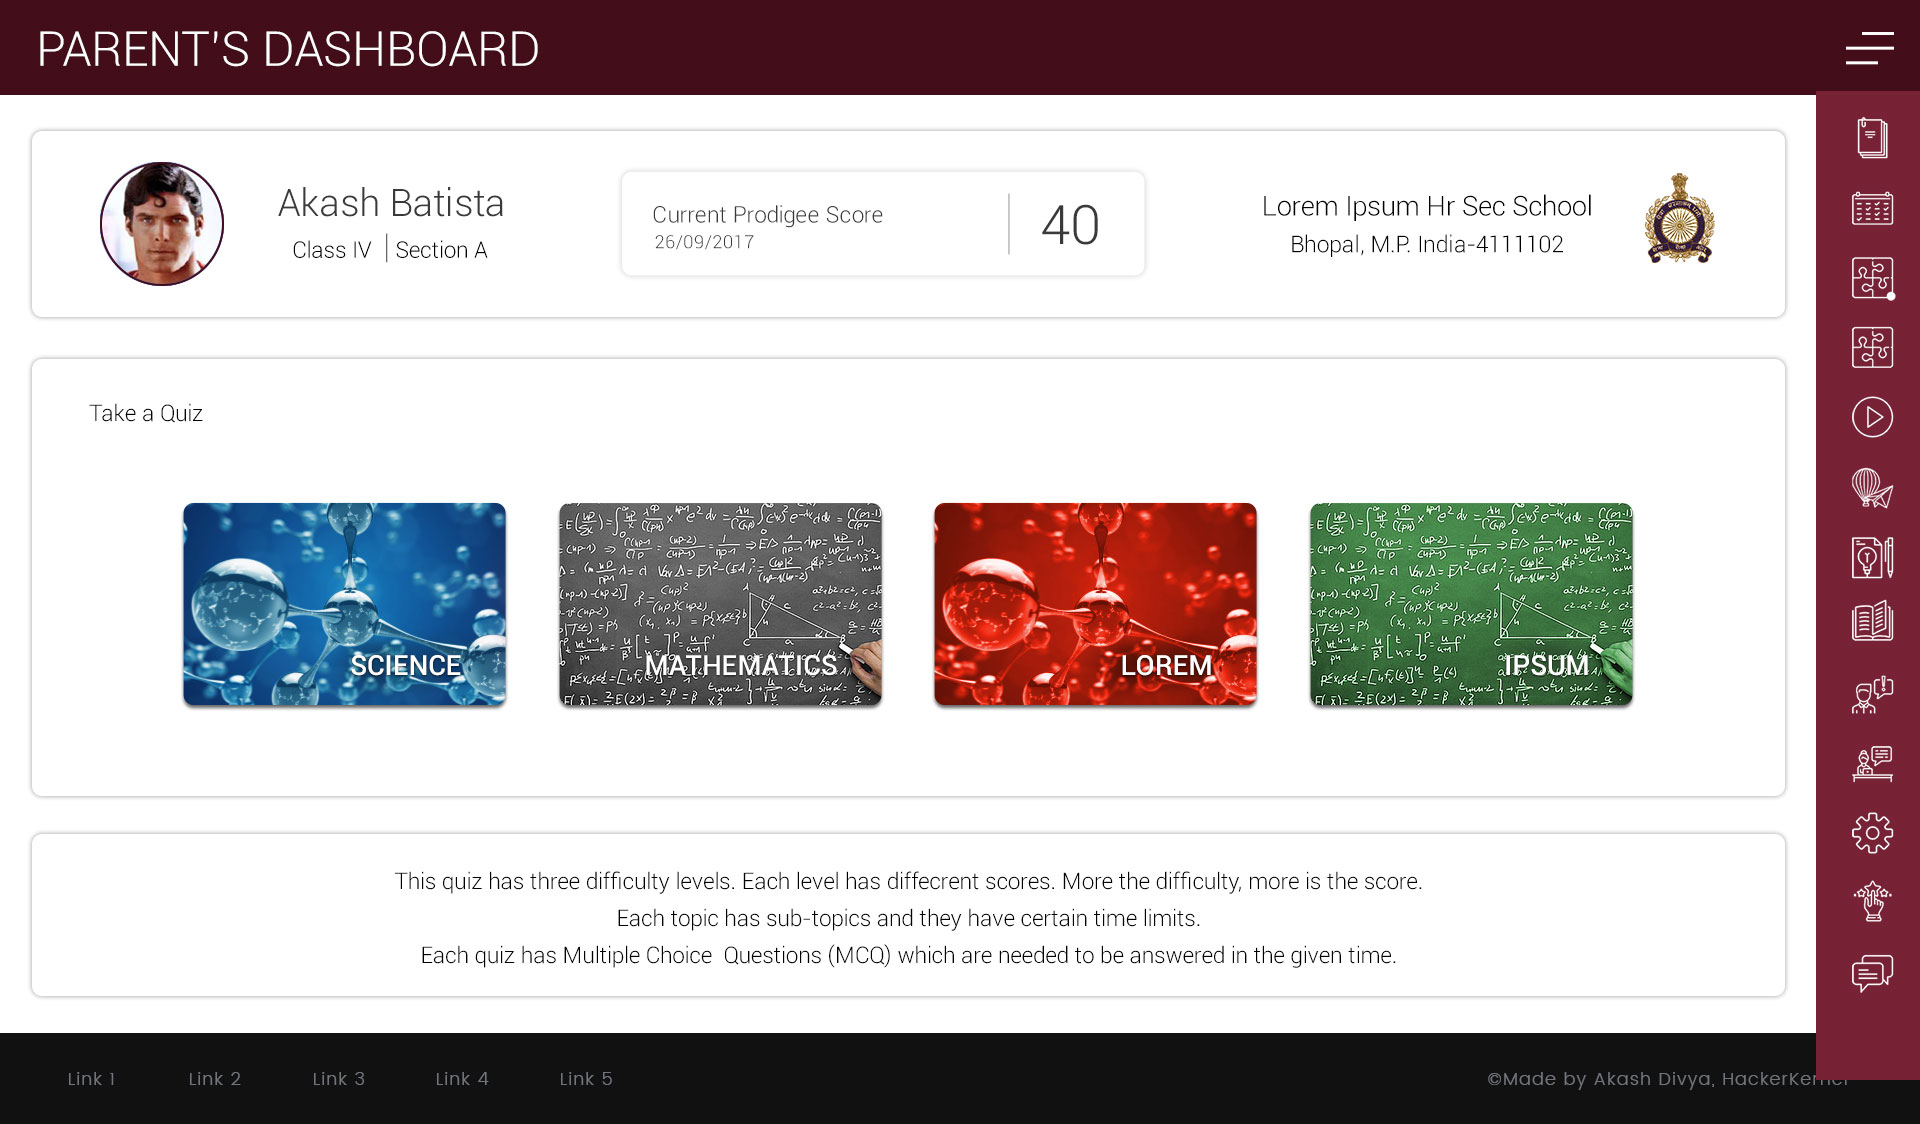 PARENT'S DASHBOARD
Akash Batista
Class IV | Section A
Current Prodigee Score
26/09/2017
40
Lorem Ipsum Hr Sec School
Bhopal, M.P. India-4111102
Take a Quiz
SCIENCE
MATHEMATICS
LOREM
IPSUM
This quiz has three difficulty levels. Each level has diffecrent scores. More the difficulty, more is the score.
Each topic has sub-topics and they have certain time limits.
Each quiz has Multiple Choice  Questions (MCQ) which are needed to be answered in the given time.
Link 1
Link 2
Link 3
Link 4
Link 5
©Made by Akash Divya, HackerKernel